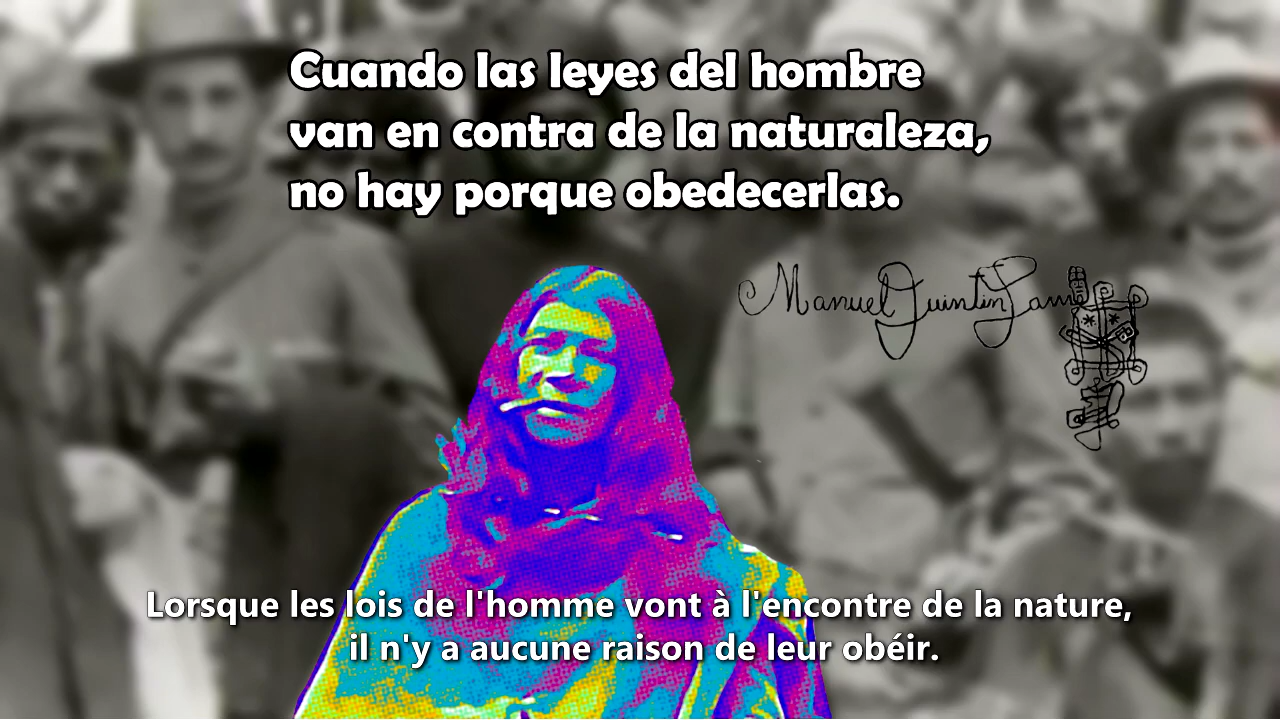 Cuando las leyes del hombre
van en contra de la naturaleza,
no hay porque obedecerlas.
Manuel Quintin Lame
Lorsque les lois de l'homme vont à l'encontre de la nature,
il n'y a aucune raison de leur obéir.